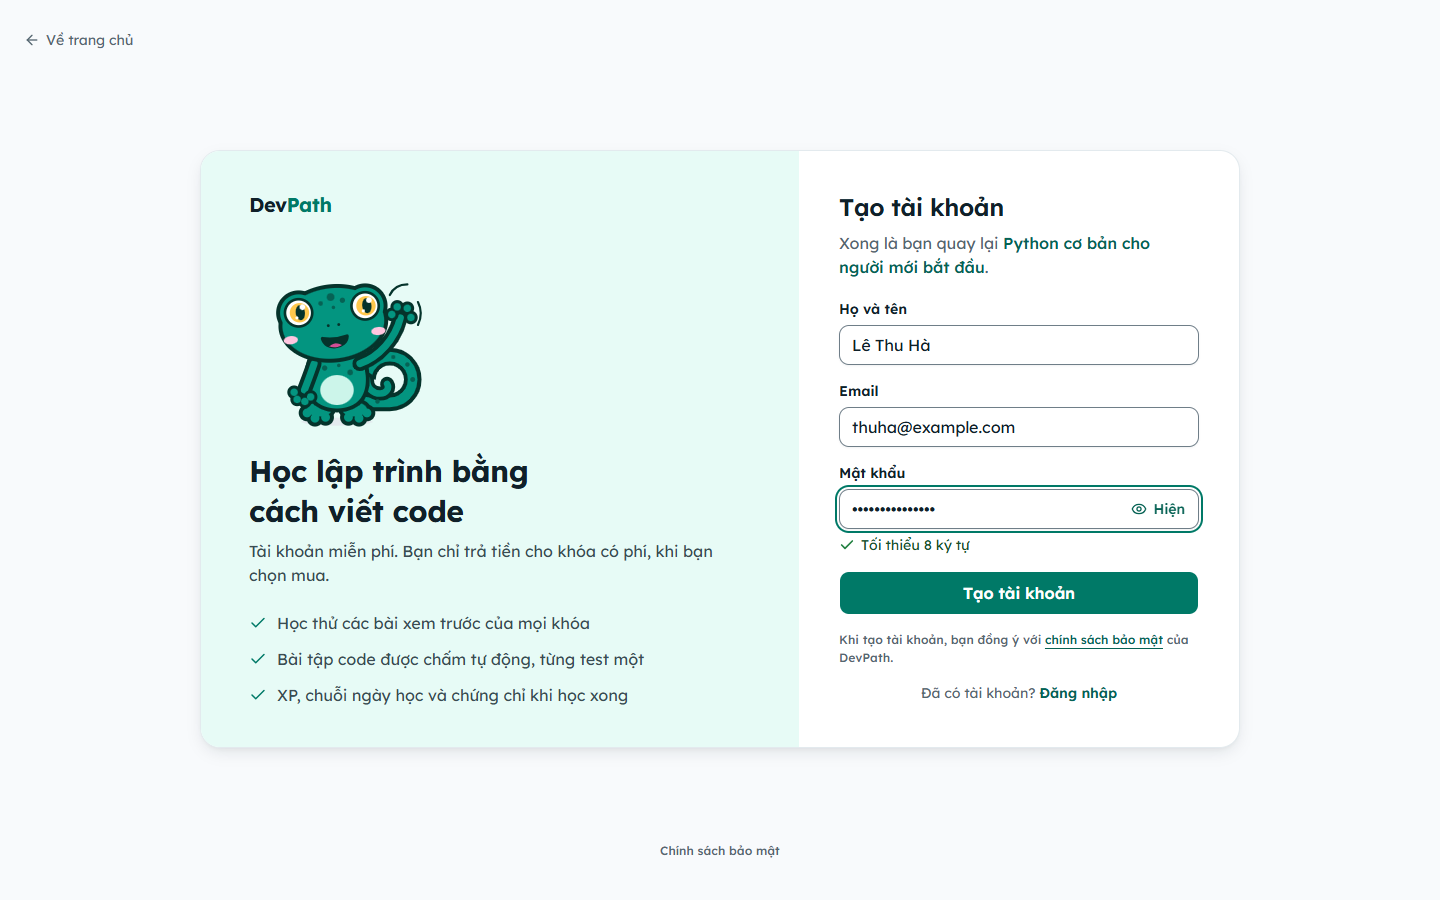 Về trang chủ
DevPath
Học lập trình bằng
cách viết code
Tài khoản miễn phí. Bạn chỉ trả tiền cho khóa có phí, khi bạn
chọn mua.
Học thử các bài xem trước của mọi khóa
Bài tập code được chấm tự động, từng test một
XP, chuỗi ngày học và chứng chỉ khi học xong
Tạo tài khoản
Xong là bạn quay lại Python cơ bản cho
người mới bắt đầu.
Họ và tên
Lê Thu Hà
Email
thuha@example.com
Mật khẩu
•••••••••••••••
Hiện
Tối thiểu 8 ký tự
Tạo tài khoản
Khi tạo tài khoản, bạn đồng ý với chính sách bảo mật của
DevPath.
Đã có tài khoản? Đăng nhập
Chính sách bảo mật